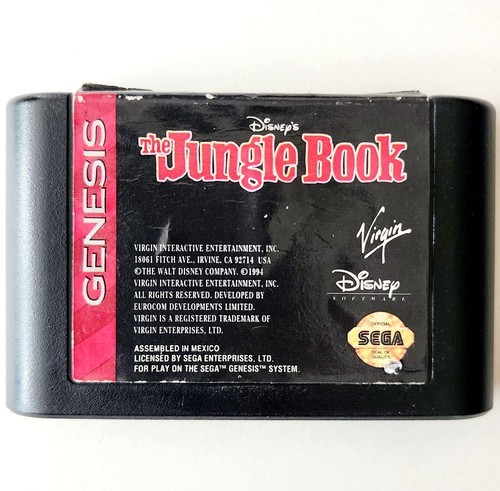 GENESIS
DISNEY'S
The Jungle Book
Virgin
VIRGIN INTERACTIVE ENTERTAINMENT, INC.
18061 FITCH AVE., IRVINE, CA 92714 USA
©THE WALT DISNEY COMPANY. ©1994
VIRGIN INTERACTIVE ENTERTAINMENT, INC.
ALL RIGHTS RESERVED. DEVELOPED BY
EUROCOM DEVELOPMENTS LIMITED.
VIRGIN IS A REGISTERED TRADEMARK OF
VIRGIN ENTERPRISES, LTD.
DISNEY
SOFTWARE
ASSEMBLED IN MEXICO
LICENSED BY SEGA ENTERPRISES, LTD.
FOR PLAY ON THE SEGA™ GENESIS™ SYSTEM.
OFFICIAL
SEGA
SEAL OF
QUALITY